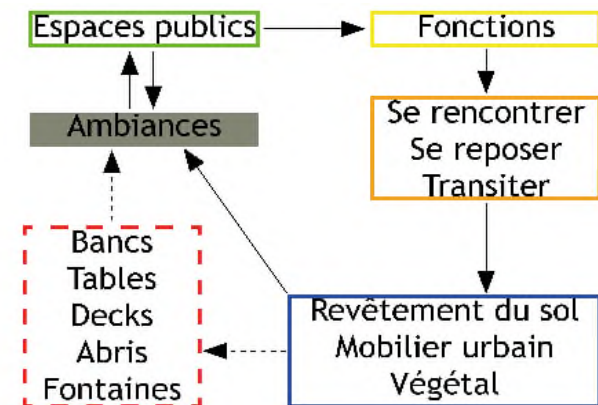 Espaces publics
Fonctions
Ambiances
Se rencontrer
Se reposer
Transiter
Bancs
Tables
Decks
Abris
Fontaines
Revêtement du sol
Mobilier urbain
Végétal